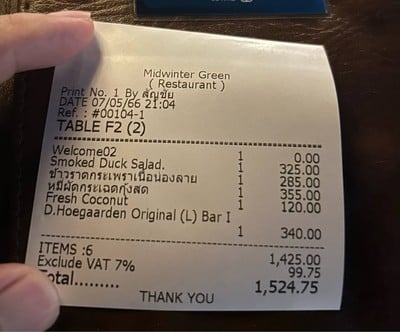 Midwinter Green
( Restaurant )
Print No. 1 By สัญชัย
DATE 07/05/66 21:04
Ref. : #00104-1
TABLE F2 (2)
Welcome02 1 0.00
Smoked Duck Salad. 1 325.00
ข้าวราดกระเพราเนื้อน่องลาย 1 285.00
หมี่ผัดกระเฉดกุ้งสด 1 355.00
Fresh Coconut 1 120.00
D.Hoegaarden Original (L) Bar I
1 340.00
ITEMS :6 1,425.00
Exclude VAT 7% 99.75
Total......... 1,524.75
THANK YOU